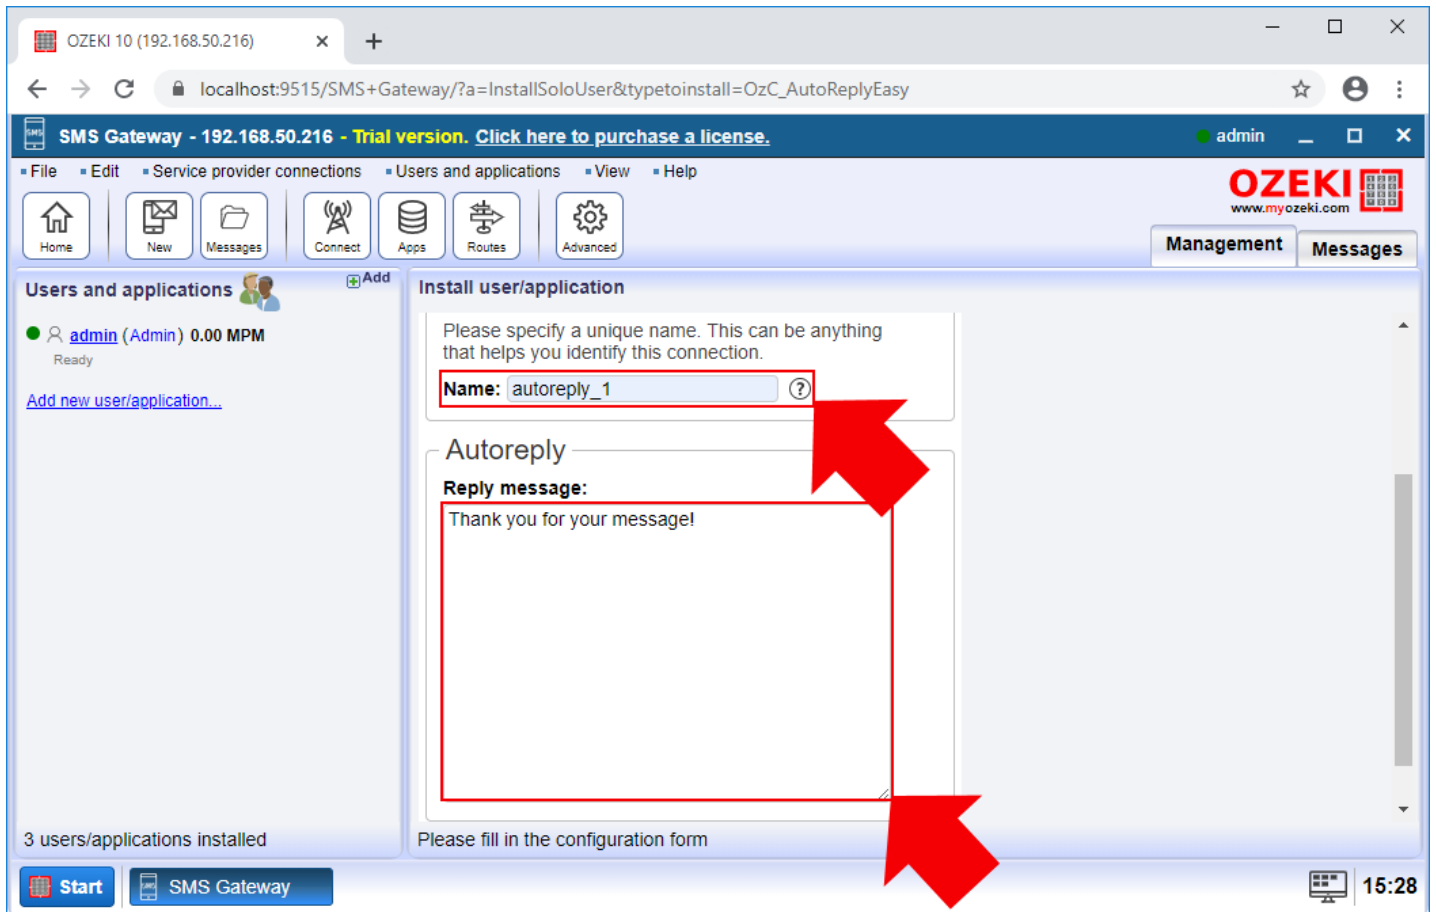 OZEKI 10 (192.168.50.216)
localhost:9515/SMS+Gateway/?a=InstallSoloUser&typetoinstall=OzC_AutoReplyEasy
SMS Gateway - 192.168.50.216 - Trial version. Click here to purchase a license.
admin
File Edit Service provider connections Users and applications View Help
OZEKI
www.myozeki.com
Home New Messages Connect Apps Routes Advanced
Management Messages
Users and applications
Add
admin (Admin) 0.00 MPM
Ready
Add new user/application...
3 users/applications installed
Install user/application
Please specify a unique name. This can be anything
that helps you identify this connection.
Name: autoreply_1 ?
Autoreply
Reply message:
Thank you for your message!
Please fill in the configuration form
Start SMS Gateway 15:28